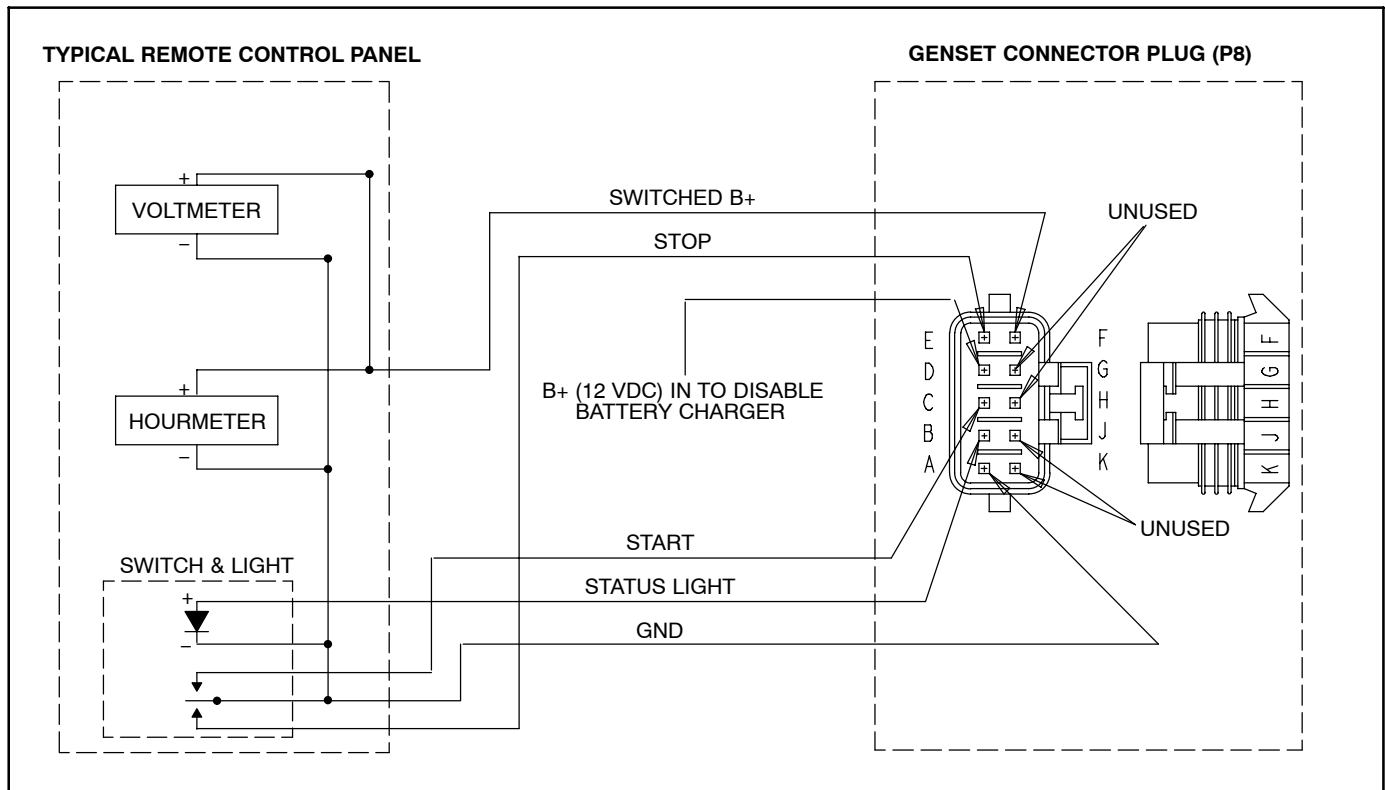 TYPICAL REMOTE CONTROL PANEL
GENSET CONNECTOR PLUG (P8)
+
VOLTMETER
−
SWITCHED B+
UNUSED
STOP
E
F
D
G
C
H
B
J
A
K
F
G
H
J
K
B+ (12 VDC) IN TO DISABLE
BATTERY CHARGER
+
HOURMETER
−
UNUSED
START
SWITCH & LIGHT
STATUS LIGHT
+
−
GND